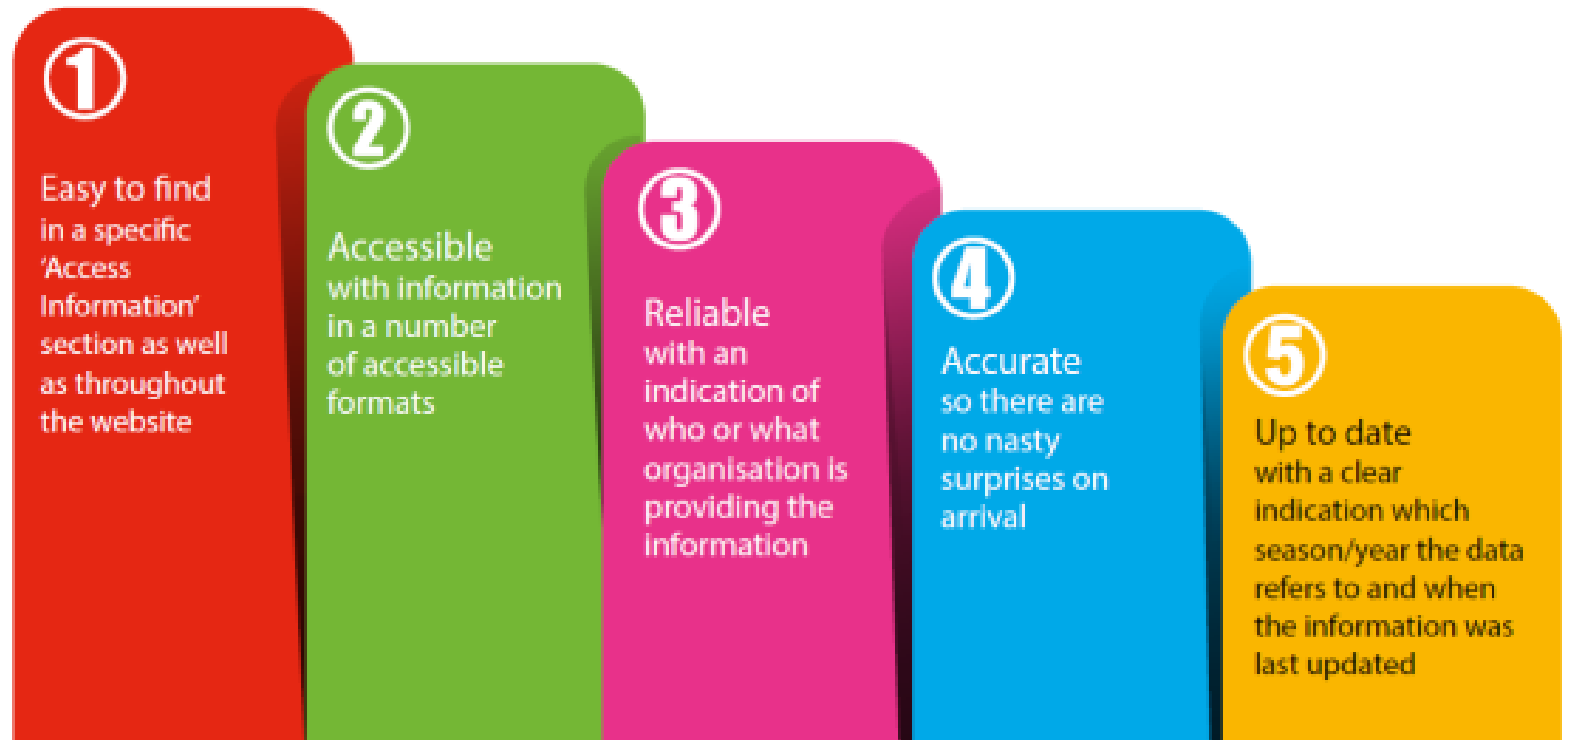 1
Easy to find
in a specific
‘Access
Information’
section as well
as throughout
the website
2
Accessible
with information
in a number
of accessible
formats
3
Reliable
with an
indication of
who or what
organisation is
providing the
information
4
Accurate
so there are
no nasty
surprises on
arrival
5
Up to date
with a clear
indication which
season/year the data
refers to and when
the information was
last updated